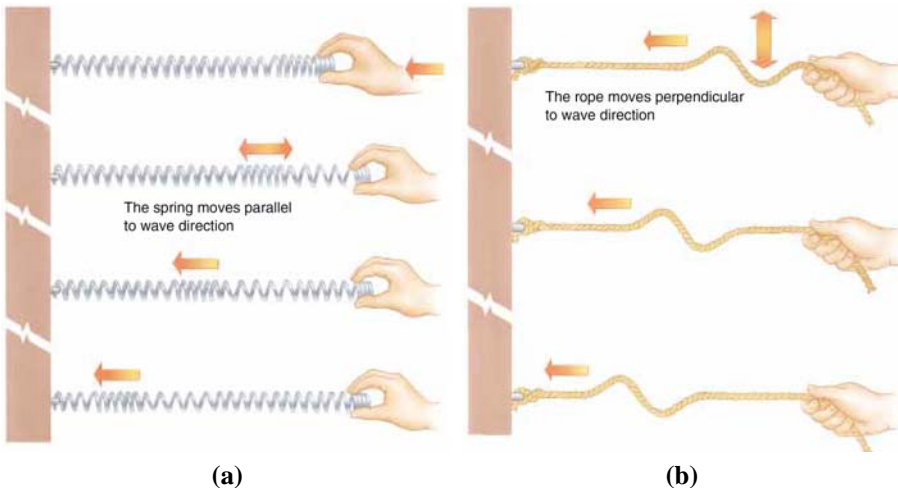 The rope moves perpendicular
to wave direction
The spring moves parallel
to wave direction
(a)
(b)